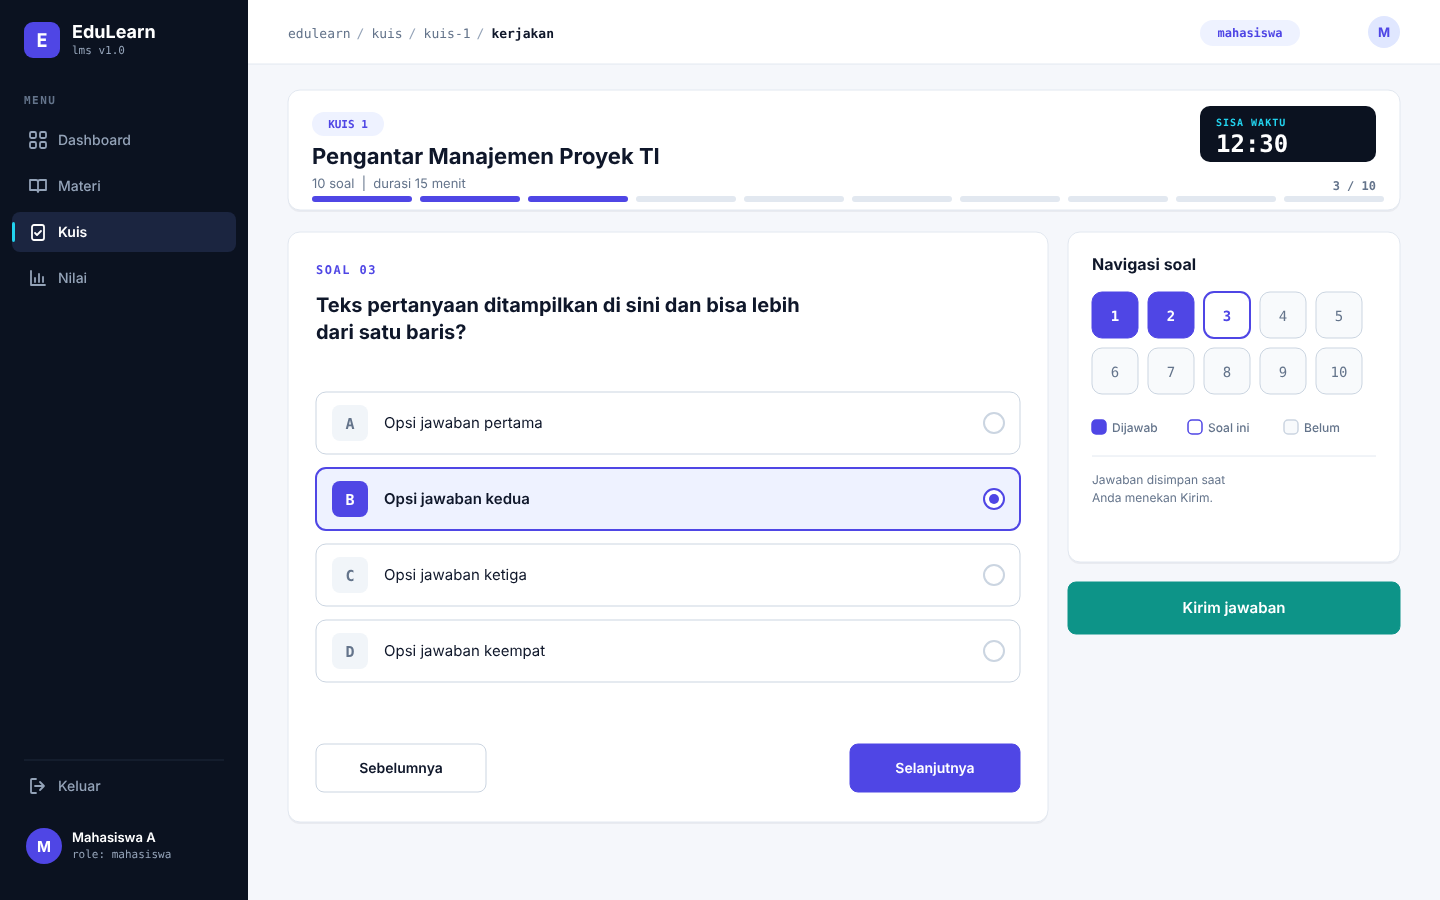 E
EduLearn
lms v1.0
MENU
Dashboard
Materi
Kuis
Nilai
Keluar
M
Mahasiswa A
role: mahasiswa
edulearn / kuis / kuis-1 / kerjakan
mahasiswa
M
KUIS 1
Pengantar Manajemen Proyek TI
10 soal | durasi 15 menit
SISA WAKTU
12:30
3 / 10
SOAL 03
Teks pertanyaan ditampilkan di sini dan bisa lebih
dari satu baris?
A Opsi jawaban pertama
B Opsi jawaban kedua
C Opsi jawaban ketiga
D Opsi jawaban keempat
Sebelumnya
Selanjutnya
Navigasi soal
1 2 3 4 5
6 7 8 9 10
Dijawab Soal ini Belum
Jawaban disimpan saat
Anda menekan Kirim.
Kirim jawaban